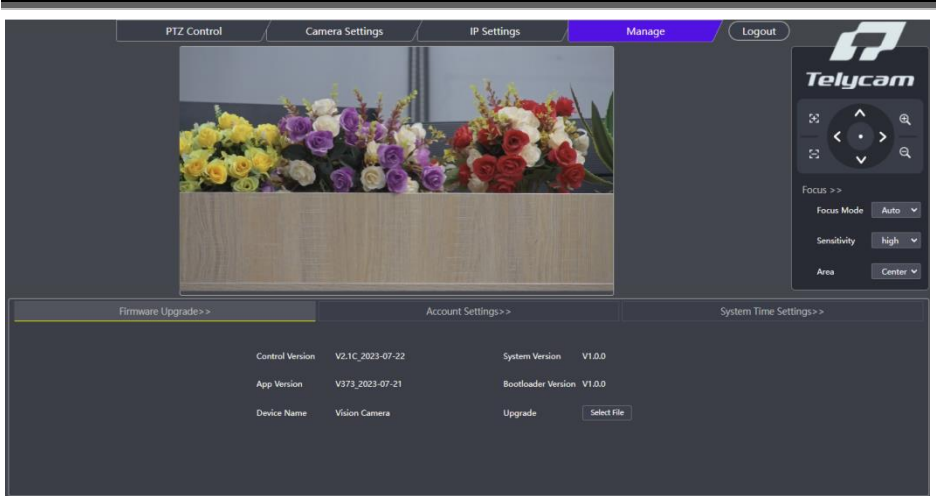 PTZ Control Camera Settings IP Settings Manage Logout
Telycam
Focus >>
Focus Mode Auto
Sensitivity high
Area Center
Firmware Upgrade>> Account Settings>> System Time Settings>>
Control Version V2.1C_2023-07-22 System Version V1.0.0
App Version V373_2023-07-21 Bootloader Version V1.0.0
Device Name Vision Camera Upgrade Select File